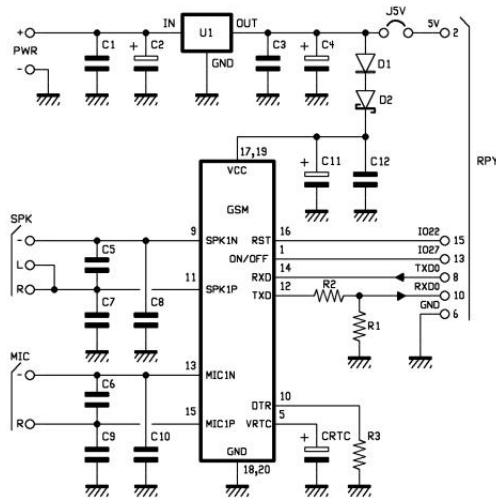 J5V
IN U1 OUT 5V
+ 2
PWR C1 + C2 GND C3 + C4 D1
-
D2
RPY
17,19 + C11 C12
VCC
GSM
SPK 9 16 IO22
- SPK1N RST 15
C5 1 IO27
L ON/OFF 13
11 14 TXD0
R SPK1P RXD 8
12 R2 RXD0
C7 C8 TXD 10
GND
R1 6
MIC 13
- MIC1N
C6 10
15 DTR
R MIC1P 5
VRTC
C9 C10 + CRTC R3
GND
18,20